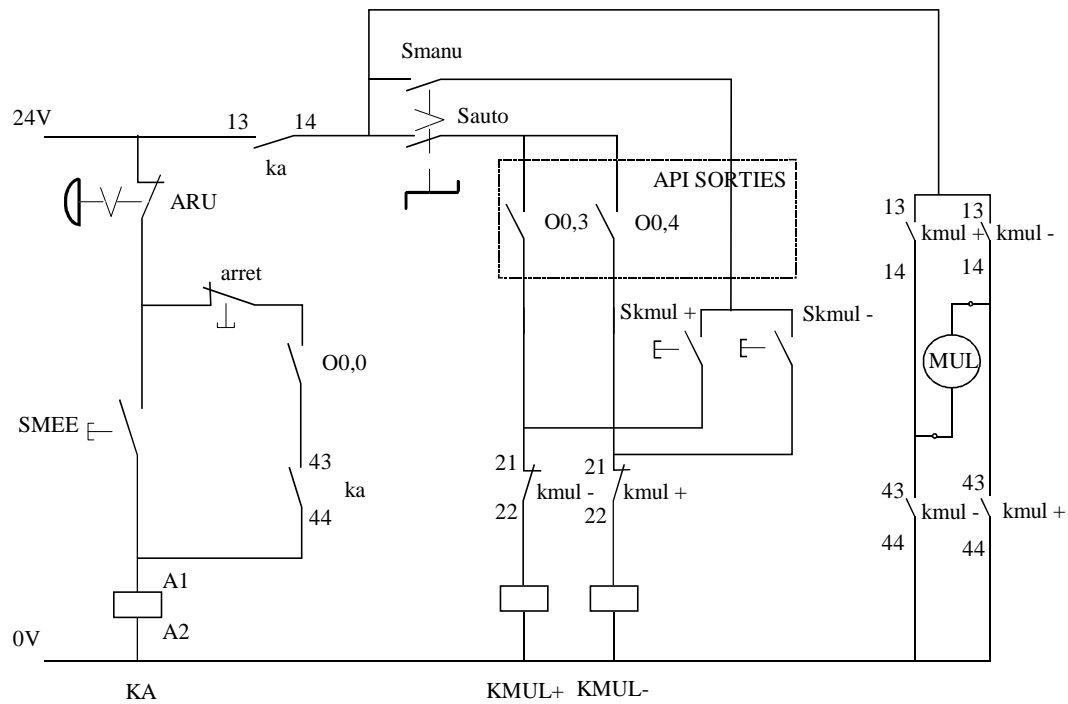 Smanu
24V
13
14
Sauto
ka
API SORTIES
ARU
O0,3
O0,4
13
13
kmul +
kmul -
14
14
arret
Skmul +
Skmul -
O0,0
MUL
SMEE
43
ka
44
21
21
kmul -
kmul +
22
22
43
43
kmul -
kmul +
44
44
A1
A2
0V
KA
KMUL+
KMUL-